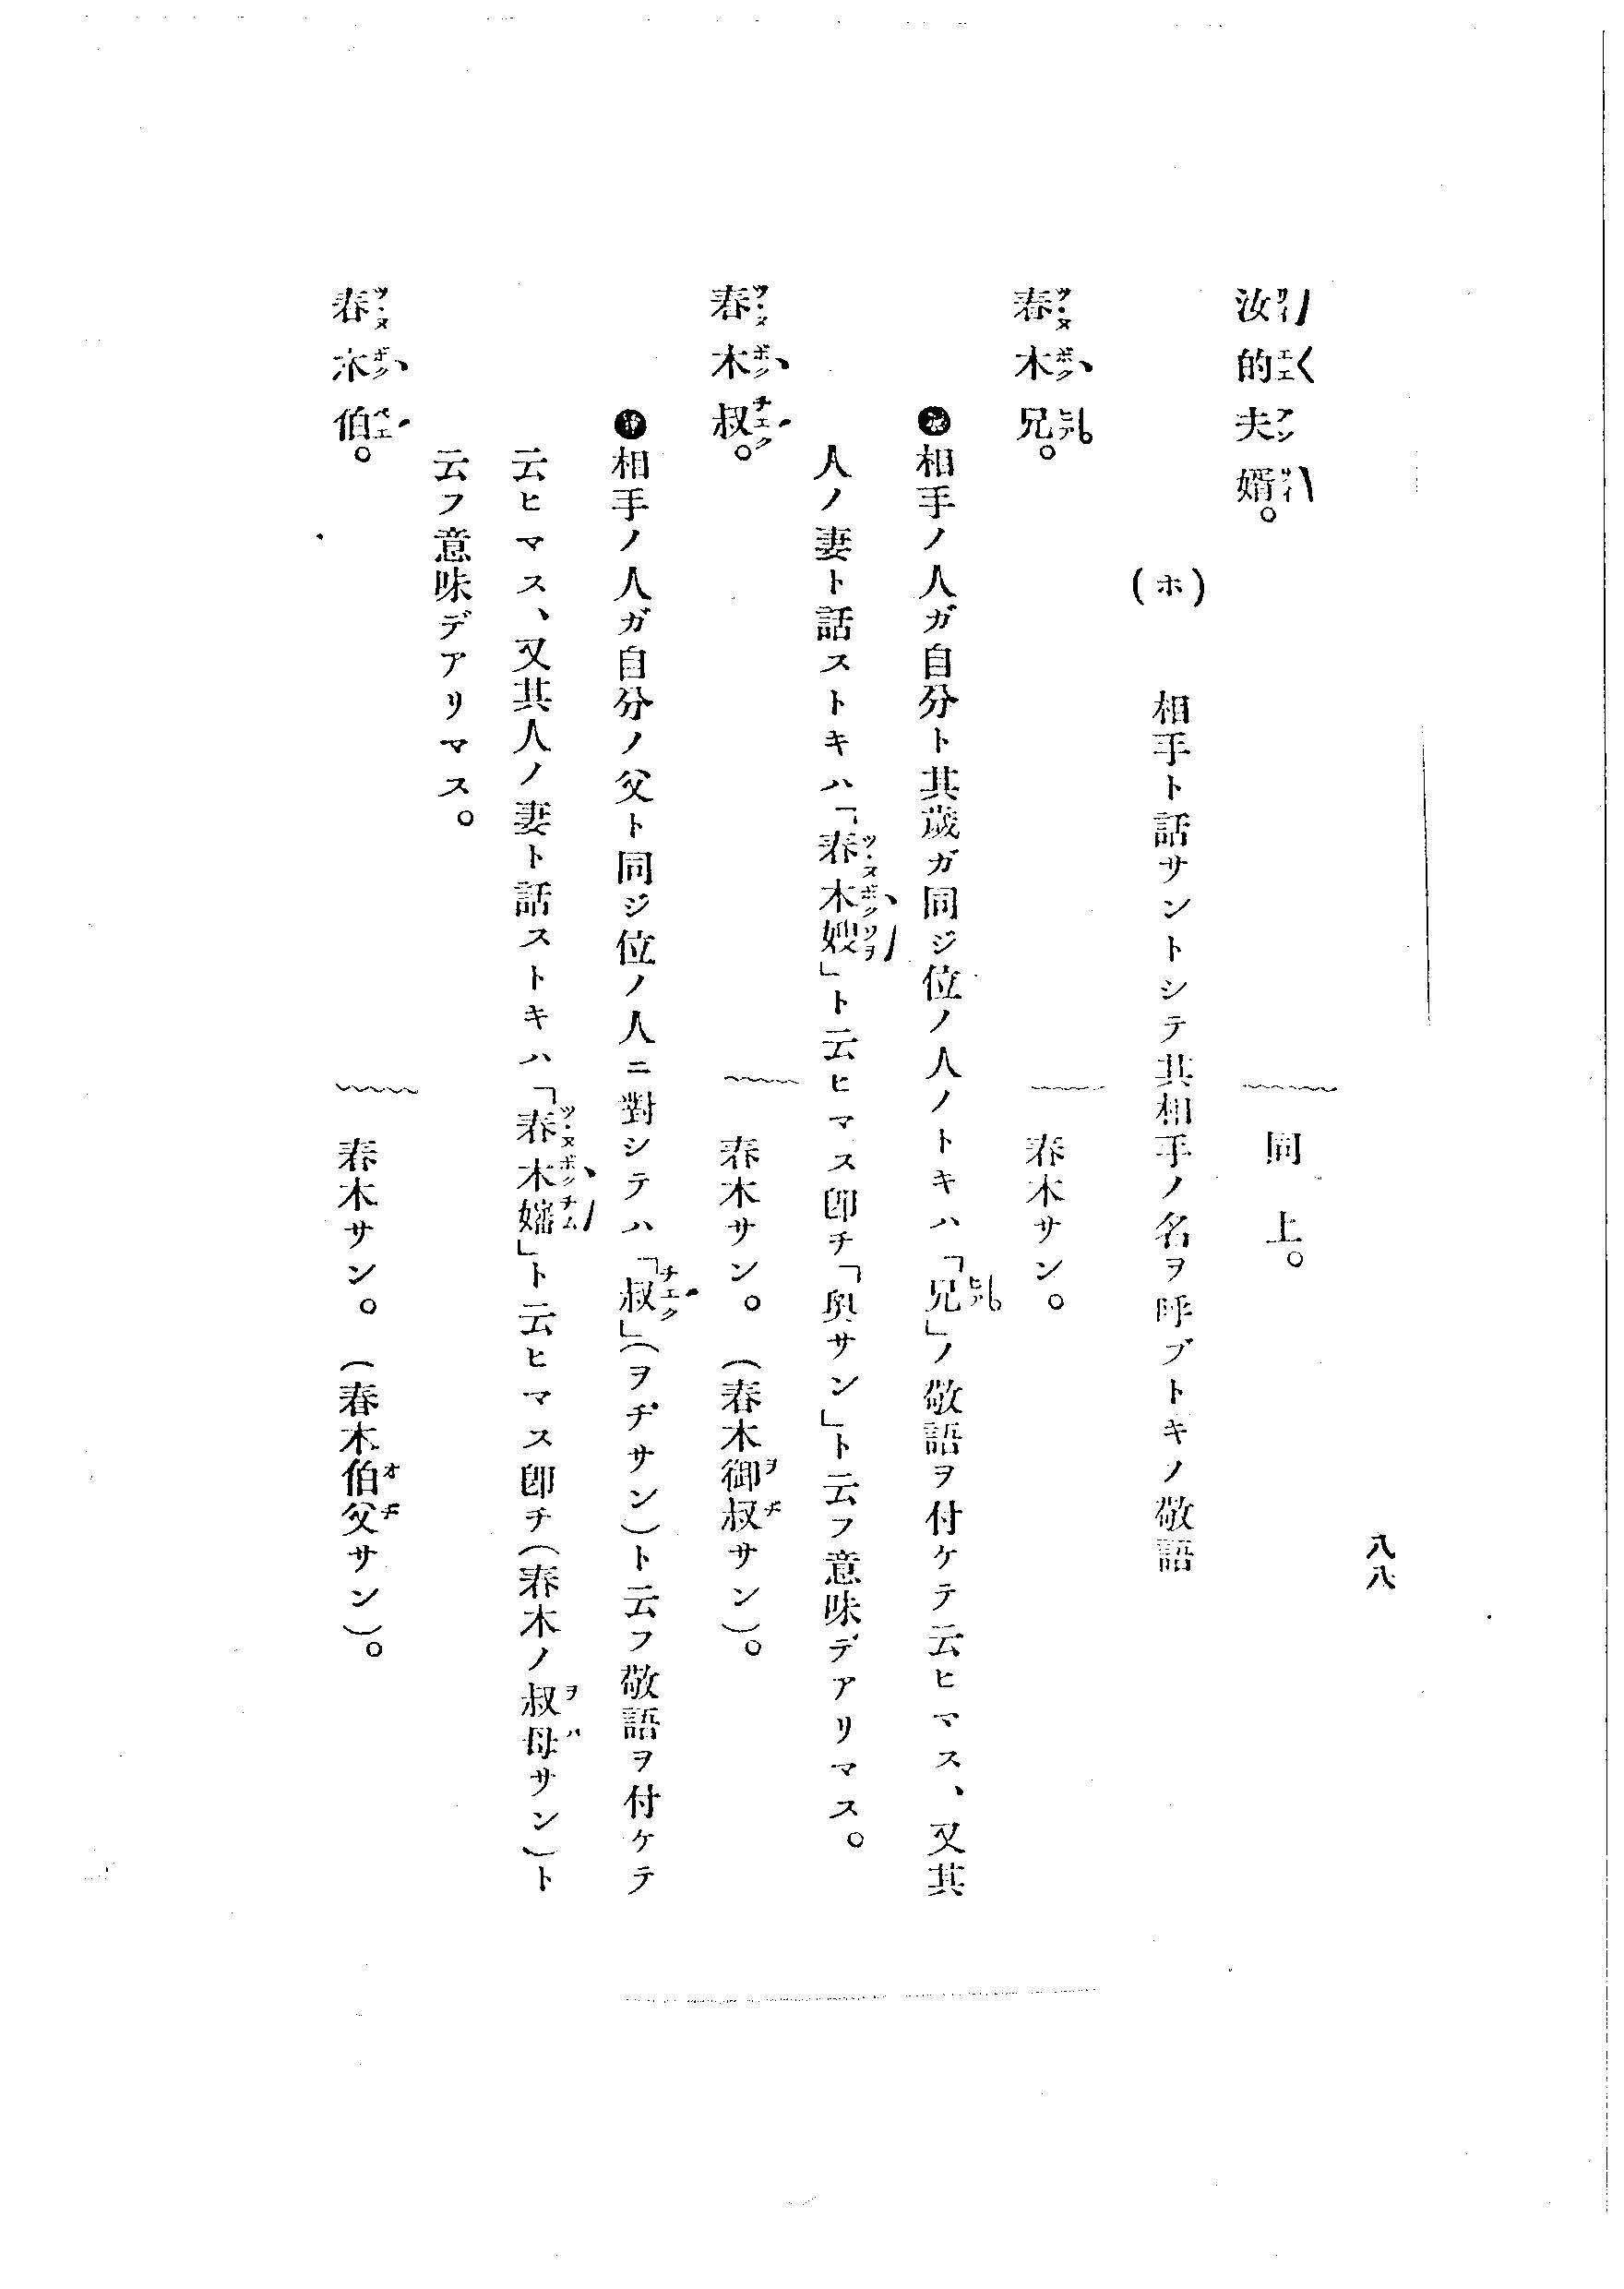 八八
汝的夫婿。
同上。
(ホ) 相手ト話サントシテ其相手ノ名ヲ呼ブトキノ敬語
春木兄。
春木サン。
相手ノ人ガ自分ト其歲ガ同ジ位ノ人ノトキハ「兄」ノ敬語ヲ付ケテ云ヒマス、又其
人ノ妻ト話ストキハ「春木嫂」ト云ヒマス卽チ「奧サン」ト云フ意味デアリマス。
春木叔。
春木サン。(春木御叔サン)。
相手ノ人ガ自分ノ父ト同ジ位ノ人ニ對シテハ「叔」(ヲヂサン)ト云フ敬語ヲ付ケテ
云ヒマス、又其人ノ妻ト話ストキハ「春木嬸」ト云ヒマス卽チ(春木ノ叔母サン)ト
云フ意味デアリマス。
春木伯。
春木サン。(春木伯父サン)。